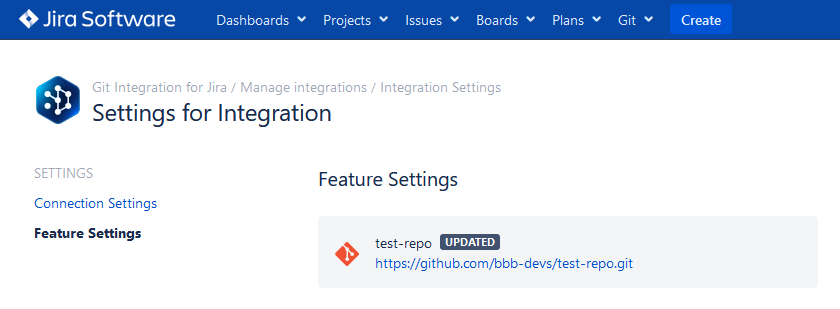 Jira Software Dashboards Projects Issues Boards Plans Git Create
Git Integration for Jira / Manage integrations / Integration Settings
Settings for Integration
SETTINGS
Connection Settings
Feature Settings
Feature Settings
test-repo UPDATED
https://github.com/bbb-devs/test-repo.git